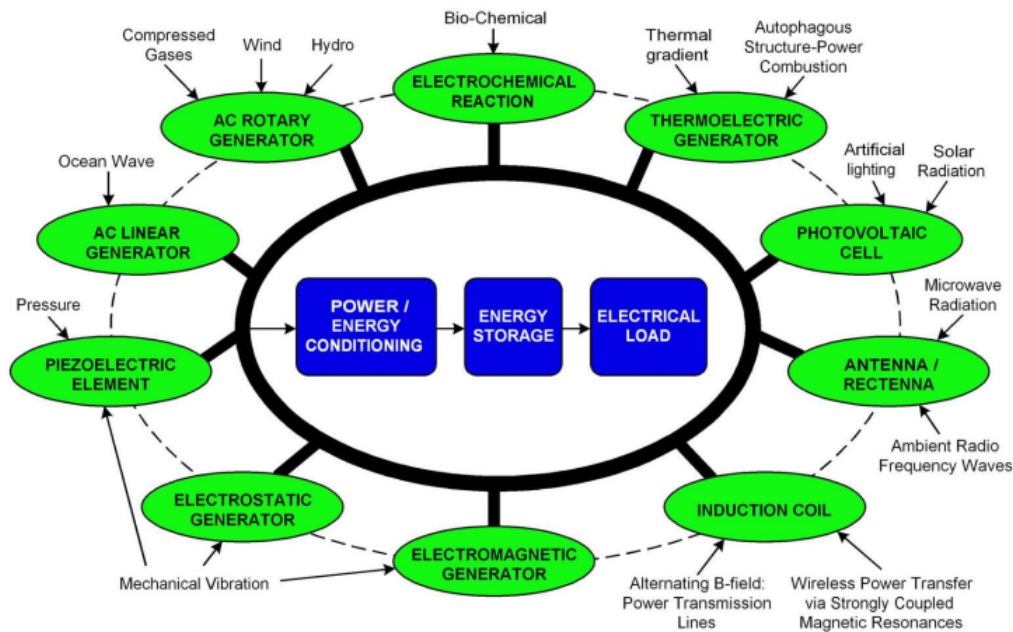 Bio-Chemical
Compressed
Gases
Wind
Hydro
Thermal
gradient
Autophagous
Structure-Power
Combustion
ELECTROCHEMICAL
REACTION
AC ROTARY
GENERATOR
THERMOELECTRIC
GENERATOR
Ocean Wave
Artificial
lighting
Solar
Radiation
AC LINEAR
GENERATOR
PHOTOVOLTAIC
CELL
Pressure
Microwave
Radiation
POWER /
ENERGY
CONDITIONING
ENERGY
STORAGE
ELECTRICAL
LOAD
PIEZOELECTRIC
ELEMENT
ANTENNA /
RECTENNA
Ambient Radio
Frequency Waves
ELECTROSTATIC
GENERATOR
INDUCTION COIL
ELECTROMAGNETIC
GENERATOR
Mechanical Vibration
Alternating B-field:
Power Transmission
Lines
Wireless Power Transfer
via Strongly Coupled
Magnetic Resonances